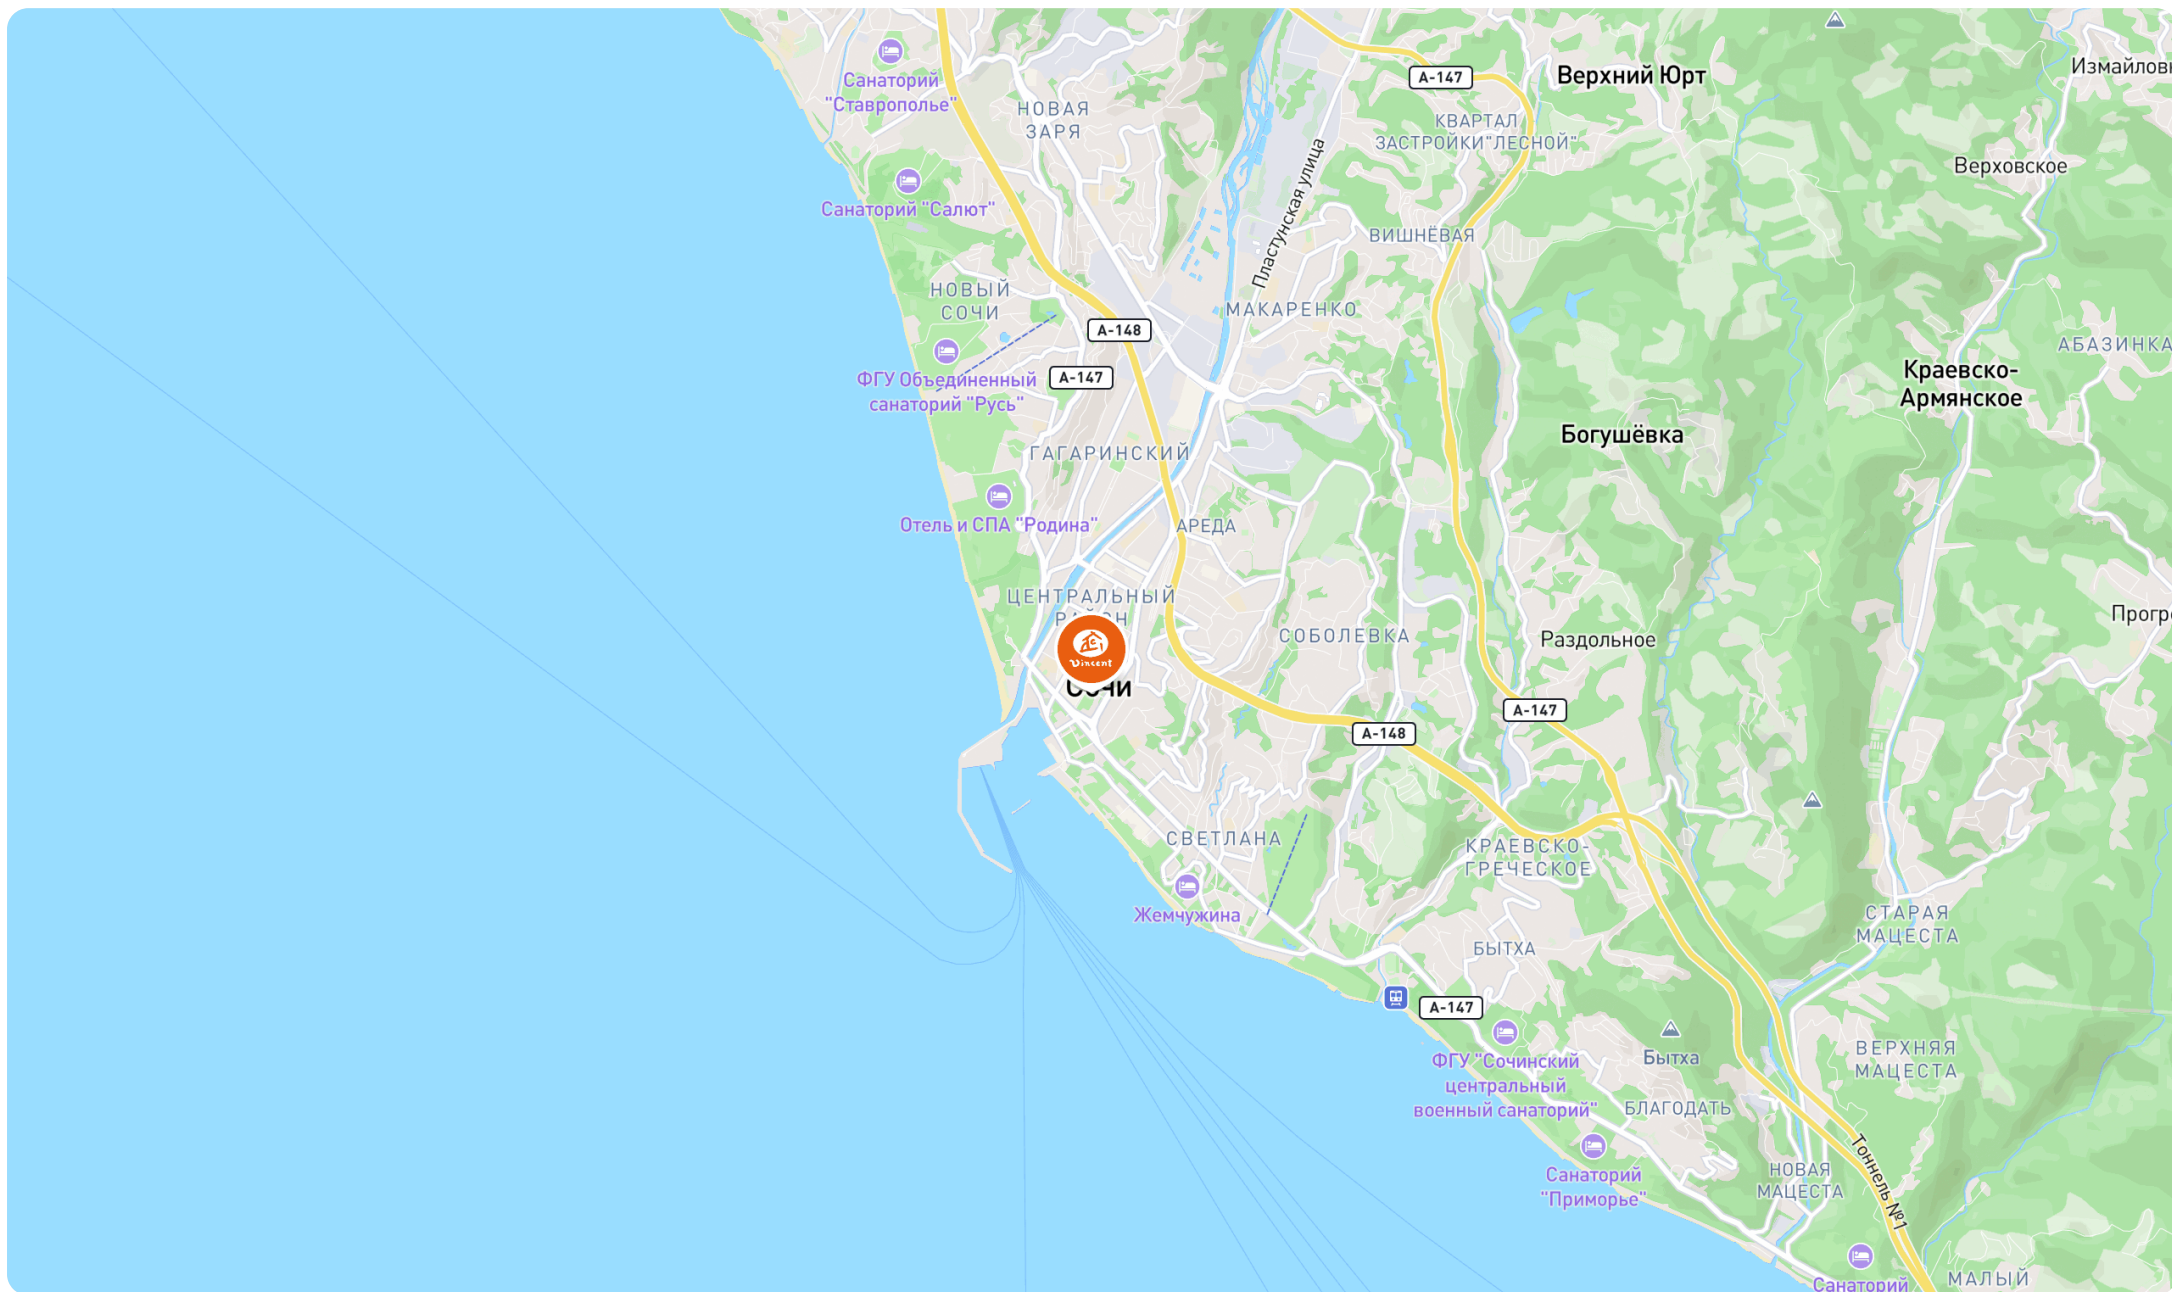 Санаторий
"Ставрополье"
НОВАЯ
ЗАРЯ
А-147
Верхний Юрт
Измайловк
КВАРТАЛ
ЗАСТРОЙКИ"ЛЕСНОЙ"
Верховское
Санаторий "Салют"
Пластунская улица
ВИШНЁВАЯ
НОВЫЙ
СОЧИ
МАКАРЕНКО
А-148
АБАЗИНКА
ФГУ Объединенный
санаторий "Русь"
А-147
Краевско-
Армянское
Богушёвка
ГАГАРИНСКИЙ
Отель и СПА "Родина"
АРЕДА
ЦЕНТРАЛЬНЫЙ
РАЙОН
Vincent
Сочи
СОБОЛЕВКА
Раздольное
Прогре
А-147
А-148
СВЕТЛАНА
КРАЕВСКО-
ГРЕЧЕСКОЕ
Жемчужина
СТАРАЯ
МАЦЕСТА
БЫТХА
А-147
ФГУ "Сочинский
центральный
военный санаторий"
Бытха
ВЕРХНЯЯ
МАЦЕСТА
БЛАГОДАТЬ
Санаторий
"Приморье"
НОВАЯ
МАЦЕСТА
Тоннель №1
Санаторий
МАЛЫЙ